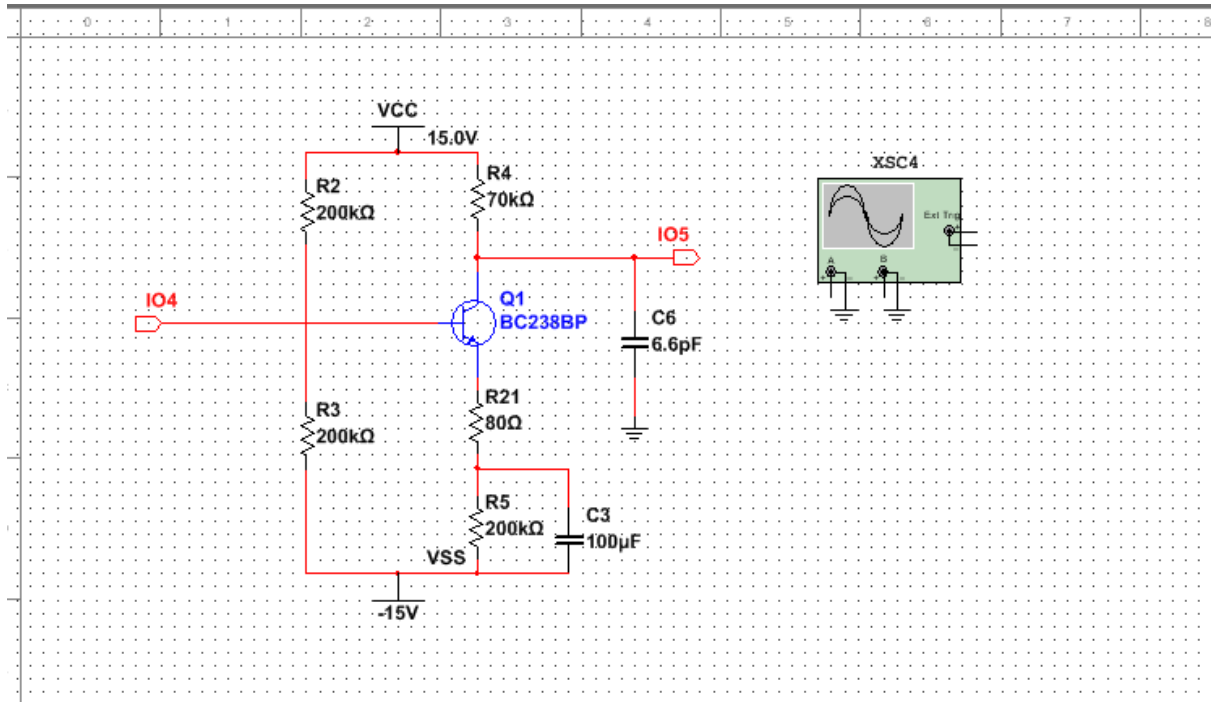 0 1 2 3 4 5 6 7 8
VCC
15.0V
R2
200kΩ
R4
70kΩ
IO5
IO4
Q1
BC238BP
C6
6.6pF
R3
200kΩ
R21
80Ω
R5
200kΩ
C3
100µF
VSS
-15V
XSC4
Ext Trig
+
A
B
+ - + -